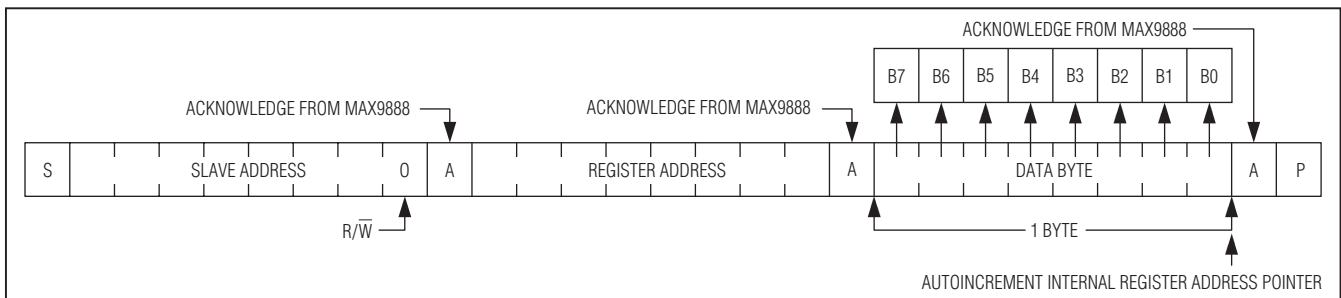 ACKNOWLEDGE FROM MAX9888
B7 B6 B5 B4 B3 B2 B1 B0
ACKNOWLEDGE FROM MAX9888 ACKNOWLEDGE FROM MAX9888
S SLAVE ADDRESS 0 A REGISTER ADDRESS A DATA BYTE A P
R/W̅ 1 BYTE
AUTOINCREMENT INTERNAL REGISTER ADDRESS POINTER